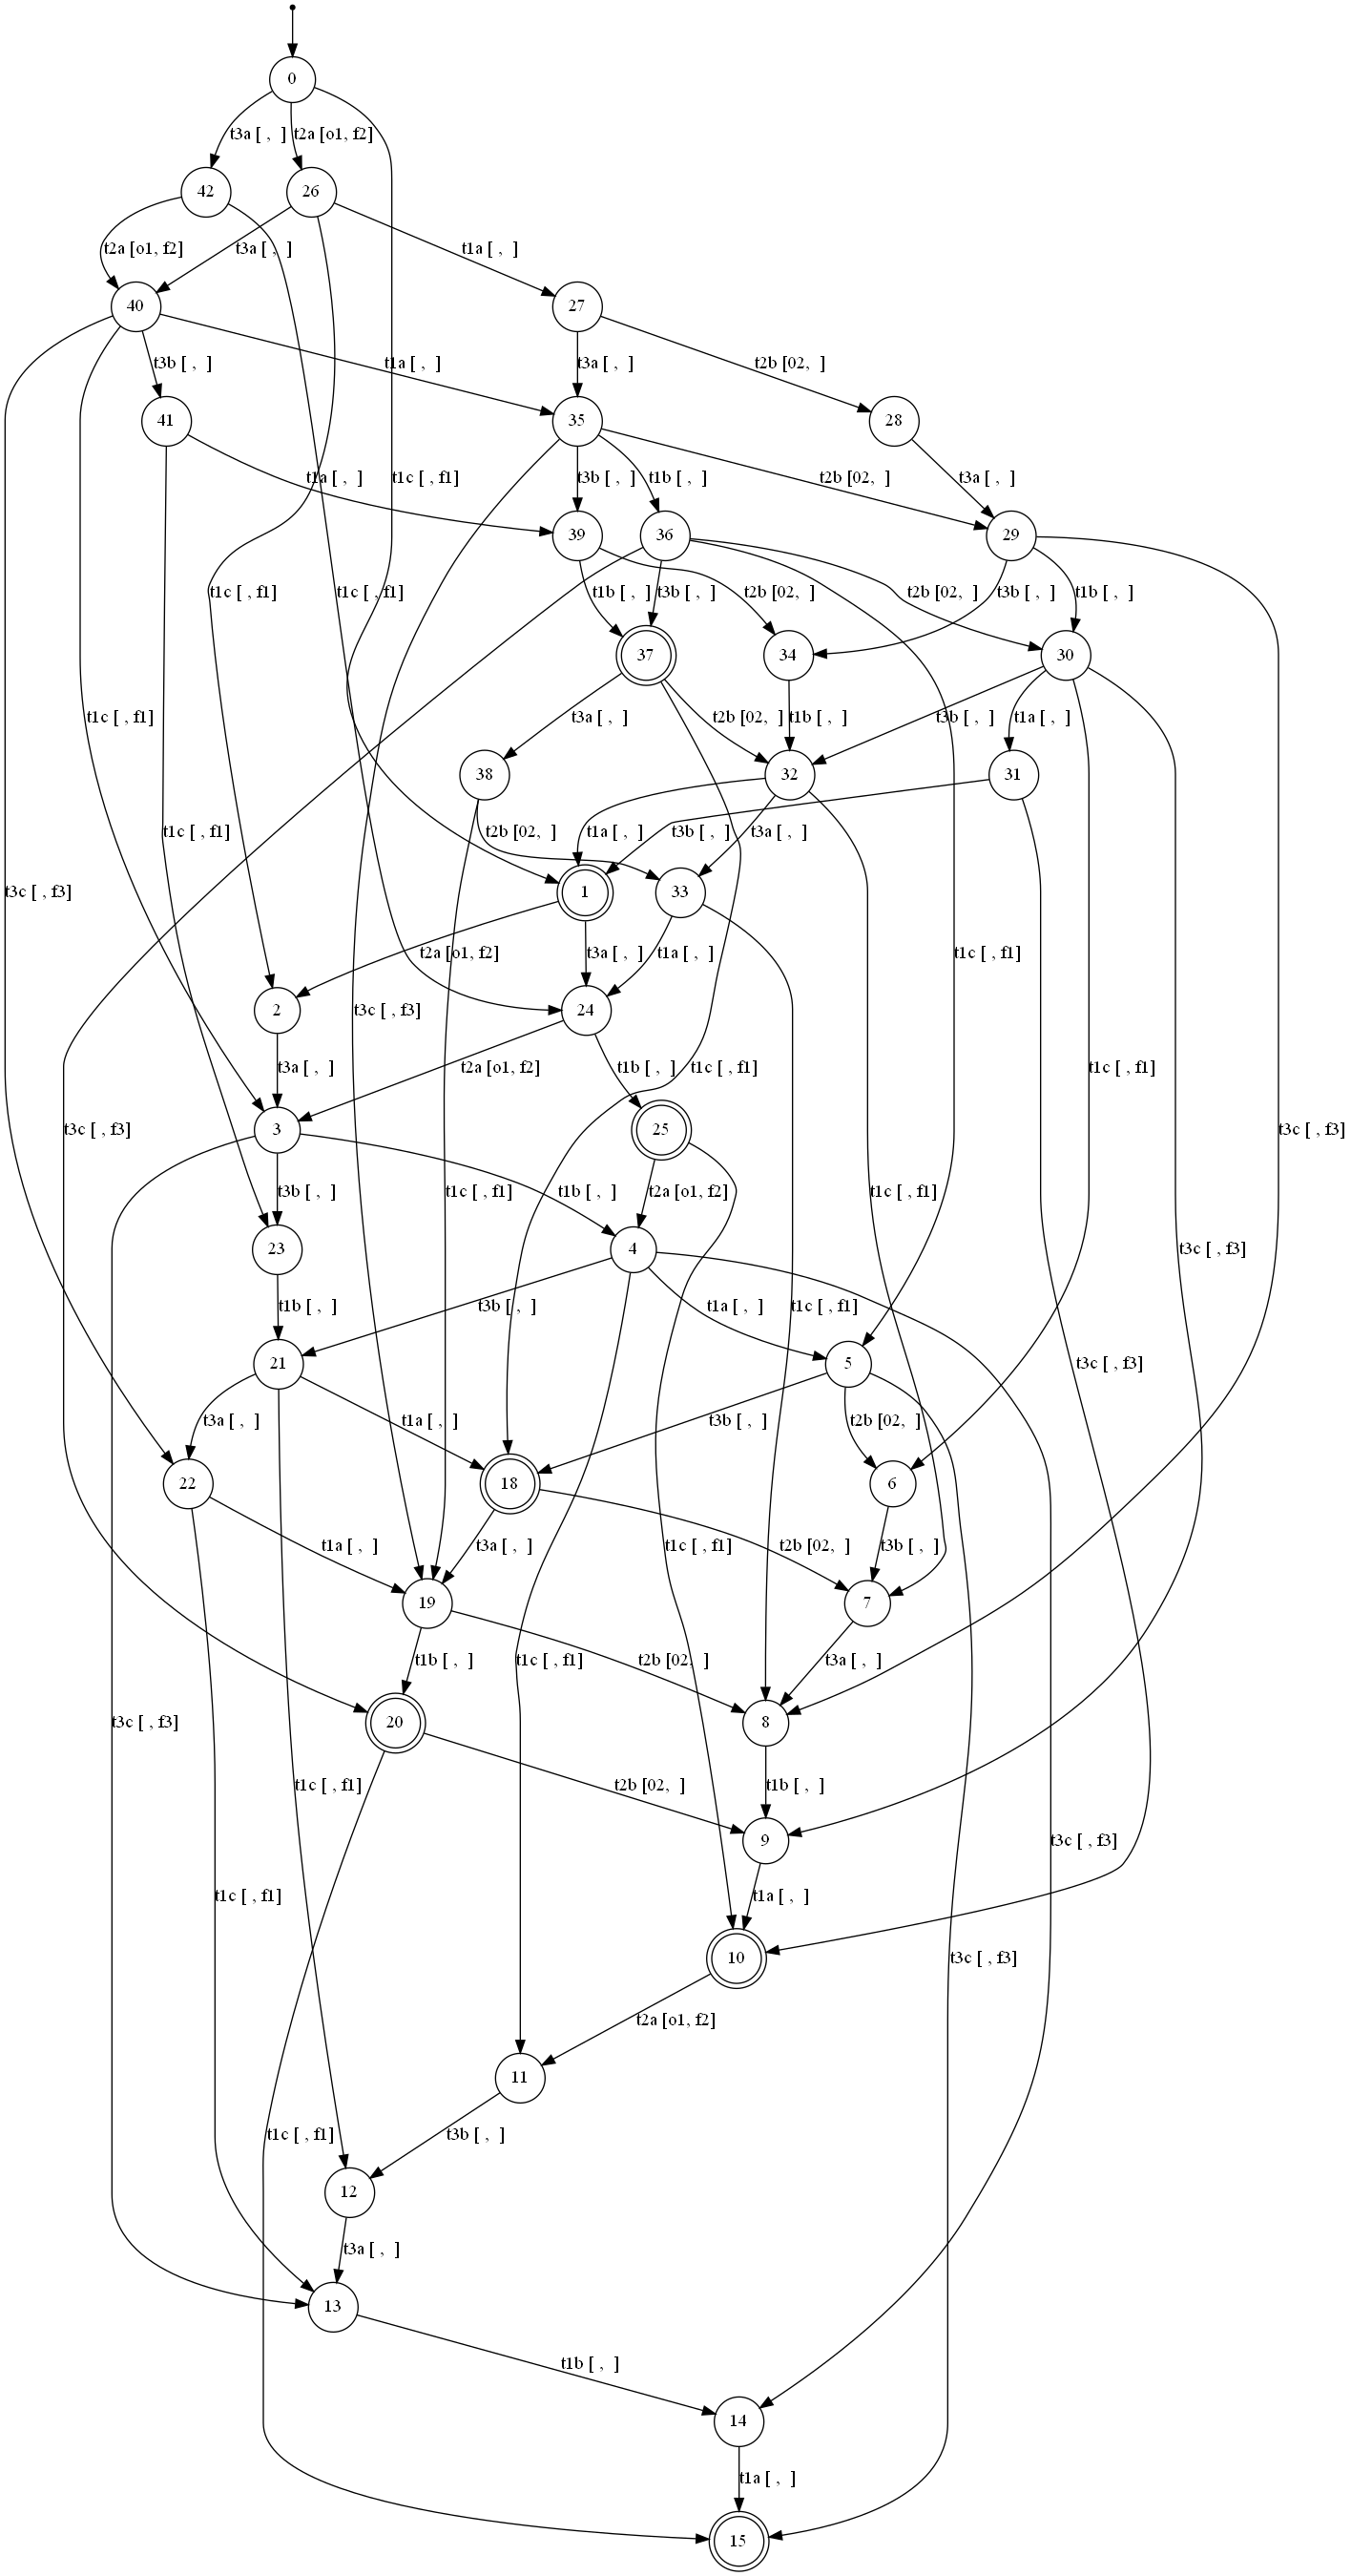 0
t3a [ , ] t2a [o1, f2]
42 26
t2a [o1, f2] t3a [ , ] t1a [ , ]
40 27
t3b [ , ] t1a [ , ] t3a [ , ] t2b [02, ]
41 35 28
t1a [ , ] t1c [ , f1] t3b [ , ] t1b [ , ] t2b [02, ] t3a [ , ]
39 36 29
t1c [ , f1] t1c [ , f1] t1b [ , ] t3b [ , ] t2b [02, ] t2b [02, ] t3b [ , ] t1b [ , ]
37 34 30
t1c [ , f1] t3a [ , ] t2b [02, ] t1b [ , ] t3b [ , ] t1a [ , ]
38 32 31
t1c [ , f1] t2b [02, ] t1a [ , ] t3b [ , ] t3a [ , ]
t3c [ , f3] 1 33
t2a [o1, f2] t3a [ , ] t1a [ , ] t1c [ , f1]
2 t3c [ , f3] 24
t3a [ , ] t2a [o1, f2] t1b [ , ] t1c [ , f1] t1c [ , f1]
t3c [ , f3] 3 25 t3c [ , f3]
t3b [ , ] t1c [ , f1] t1b [ , ] t2a [o1, f2] t1c [ , f1]
23 4 t3c [ , f3]
t1b [ , ] t3b [ , ] t1a [ , ] t1c [ , f1]
21 5 t3c [ , f3]
t3a [ , ] t1a [ , ] t3b [ , ] t2b [02, ]
22 18 6
t1a [ , ] t3a [ , ] t1c [ , f1] t2b [02, ] t3b [ , ]
19 7
t1b [ , ] t1c [ , f1] t2b [02, ] t3a [ , ]
t3c [ , f3] 20 8
t1c [ , f1] t2b [02, ] t1b [ , ]
9 t3c [ , f3]
t1c [ , f1] t1a [ , ]
10 t3c [ , f3]
t2a [o1, f2]
11
t1c [ , f1] t3b [ , ]
12
t3a [ , ]
13
t1b [ , ]
14
t1a [ , ]
15